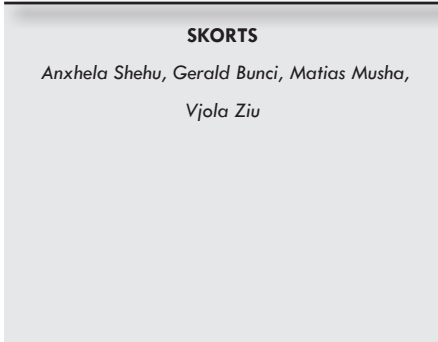 SKORTS
Anxhela Shehu, Gerald Bunci, Matias Musha,
Vjola Ziu